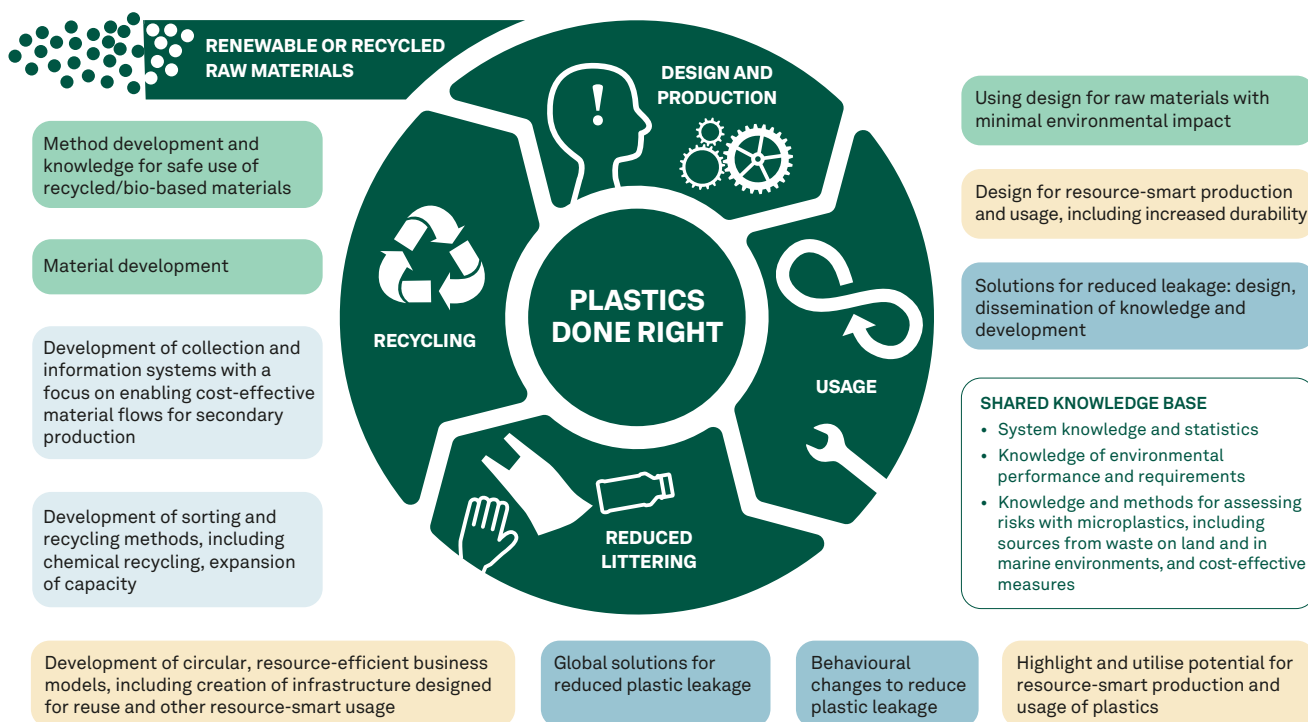 RENEWABLE OR RECYCLED
RAW MATERIALS
DESIGN AND
PRODUCTION
!
RECYCLING
PLASTICS
DONE RIGHT
USAGE
REDUCED
LITTERING
Method development and
knowledge for safe use of
recycled/bio-based materials
Material development
Development of collection and
information systems with a
focus on enabling cost-effective
material flows for secondary
production
Development of sorting and
recycling methods, including
chemical recycling, expansion
of capacity
Using design for raw materials with
minimal environmental impact
Design for resource-smart production
and usage, including increased durability
Solutions for reduced leakage: design,
dissemination of knowledge and
development
SHARED KNOWLEDGE BASE
• System knowledge and statistics
• Knowledge of environmental
performance and requirements
• Knowledge and methods for assessing
risks with microplastics, including
sources from waste on land and in
marine environments, and cost-effective
measures
Development of circular, resource-efficient business
models, including creation of infrastructure designed
for reuse and other resource-smart usage
Global solutions for
reduced plastic leakage
Behavioural
changes to reduce
plastic leakage
Highlight and utilise potential for
resource-smart production and
usage of plastics